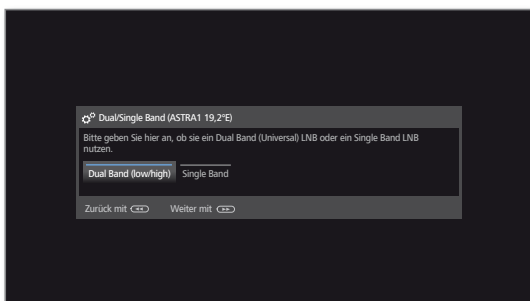 Dual/Single Band (ASTRA1 19,2°E)
Bitte geben Sie hier an, ob sie ein Dual Band (Universal) LNB oder ein Single Band LNB
nutzen.
Dual Band (low/high) Single Band
Zurück mit Weiter mit